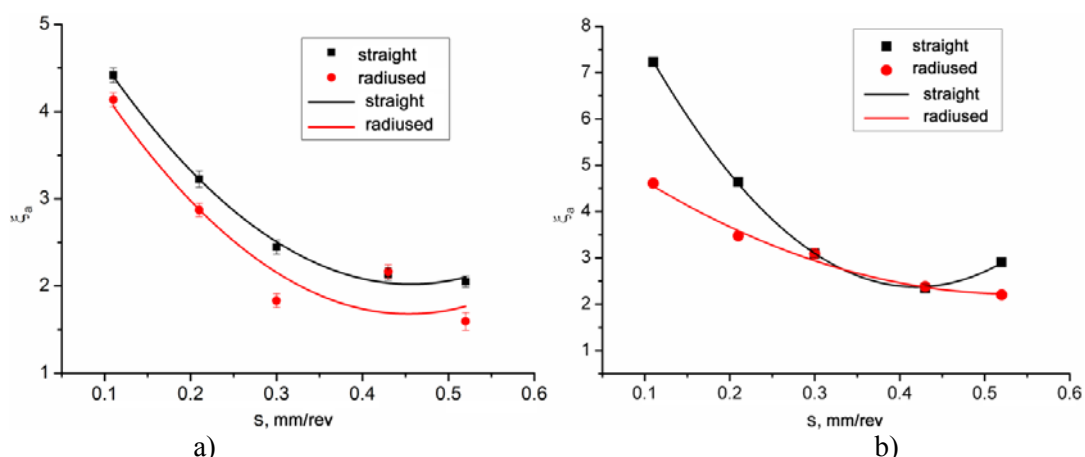 5
4
3
2
1
ξa
0.1
0.2
0.3
0.4
0.5
0.6
s, mm/rev
straight
radiused
straight
radiused
a)
8
7
6
5
4
3
2
1
ξa
0.1
0.2
0.3
0.4
0.5
0.6
s, mm/rev
straight
radiused
straight
radiused
b)